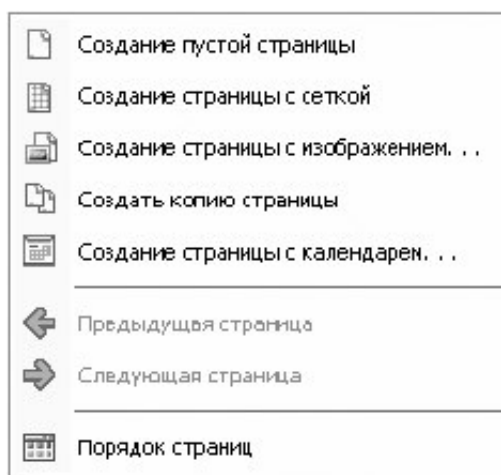 Создание пустой страницы
Создание страницы с сеткой
Создание страницы с изображением. . .
Создать копию страницы
Создание страницы с календарем. . .
Предыдущая страница
Следующая страница
Порядок страниц